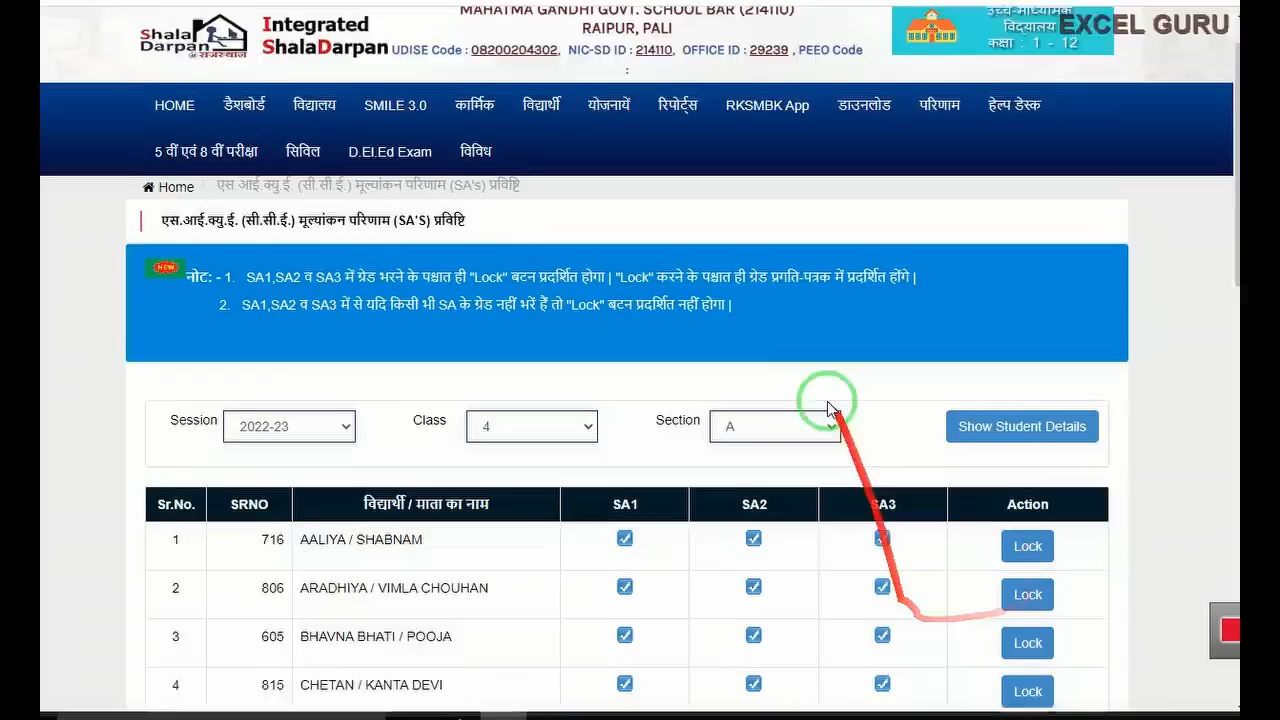 Shala Darpan
@राजस्थान
Integrated
ShalaDarpan
MAHATMA GANDHI GOVT. SCHOOL BAR (214110)
RAIPUR, PALI
UDISE Code : 08200204302, NIC-SD ID : 214110, OFFICE ID : 29239 , PEEO Code
:
उच्च-माध्यमिक
विद्यालय
कक्षा : 1 - 12
EXCEL GURU
HOME डैशबोर्ड विद्यालय SMILE 3.0 कार्मिक विद्यार्थी योजनायें रिपोर्ट्स RKSMBK App डाउनलोड परिणाम हेल्प डेस्क
5 वीं एवं 8 वीं परीक्षा सिविल D.El.Ed Exam विविध
Home एस.आई.क्यु.ई. (सी.सी.ई.) मूल्यांकन परिणाम (SA's) प्रविष्टि
एस.आई.क्यु.ई. (सी.सी.ई.) मूल्यांकन परिणाम (SA'S) प्रविष्टि
NEW नोट: - 1. SA1,SA2 व SA3 में ग्रेड भरने के पश्चात ही "Lock" बटन प्रदर्शित होगा | "Lock" करने के पश्चात ही ग्रेड प्रगति-पत्रक में प्रदर्शित होंगे |
2. SA1,SA2 व SA3 में से यदि किसी भी SA के ग्रेड नहीं भरें हैं तो "Lock" बटन प्रदर्शित नहीं होगा |
Session 2022-23 Class 4 Section A Show Student Details
Sr.No. SRNO विद्यार्थी / माता का नाम SA1 SA2 SA3 Action
1 716 AALIYA / SHABNAM Lock
2 806 ARADHIYA / VIMLA CHOUHAN Lock
3 605 BHAVNA BHATI / POOJA Lock
4 815 CHETAN / KANTA DEVI Lock